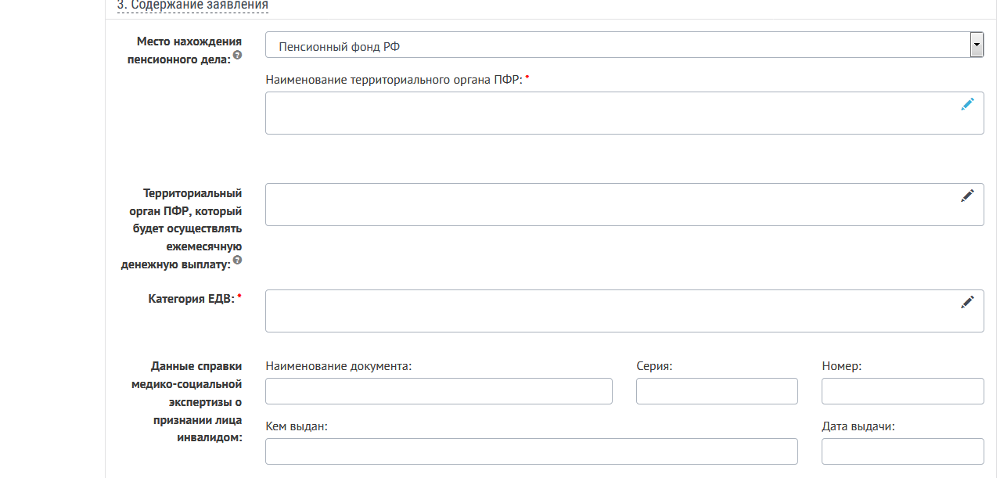 3. Содержание заявления
Место нахождения
пенсионного дела: ?
Пенсионный фонд РФ
Наименование территориального органа ПФР: *
Территориальный
орган ПФР, который
будет осуществлять
ежемесячную
денежную выплату: ?
Категория ЕДВ: *
Данные справки
медико-социальной
экспертизы о
признании лица
инвалидом:
Наименование документа:
Серия:
Номер:
Кем выдан:
Дата выдачи: